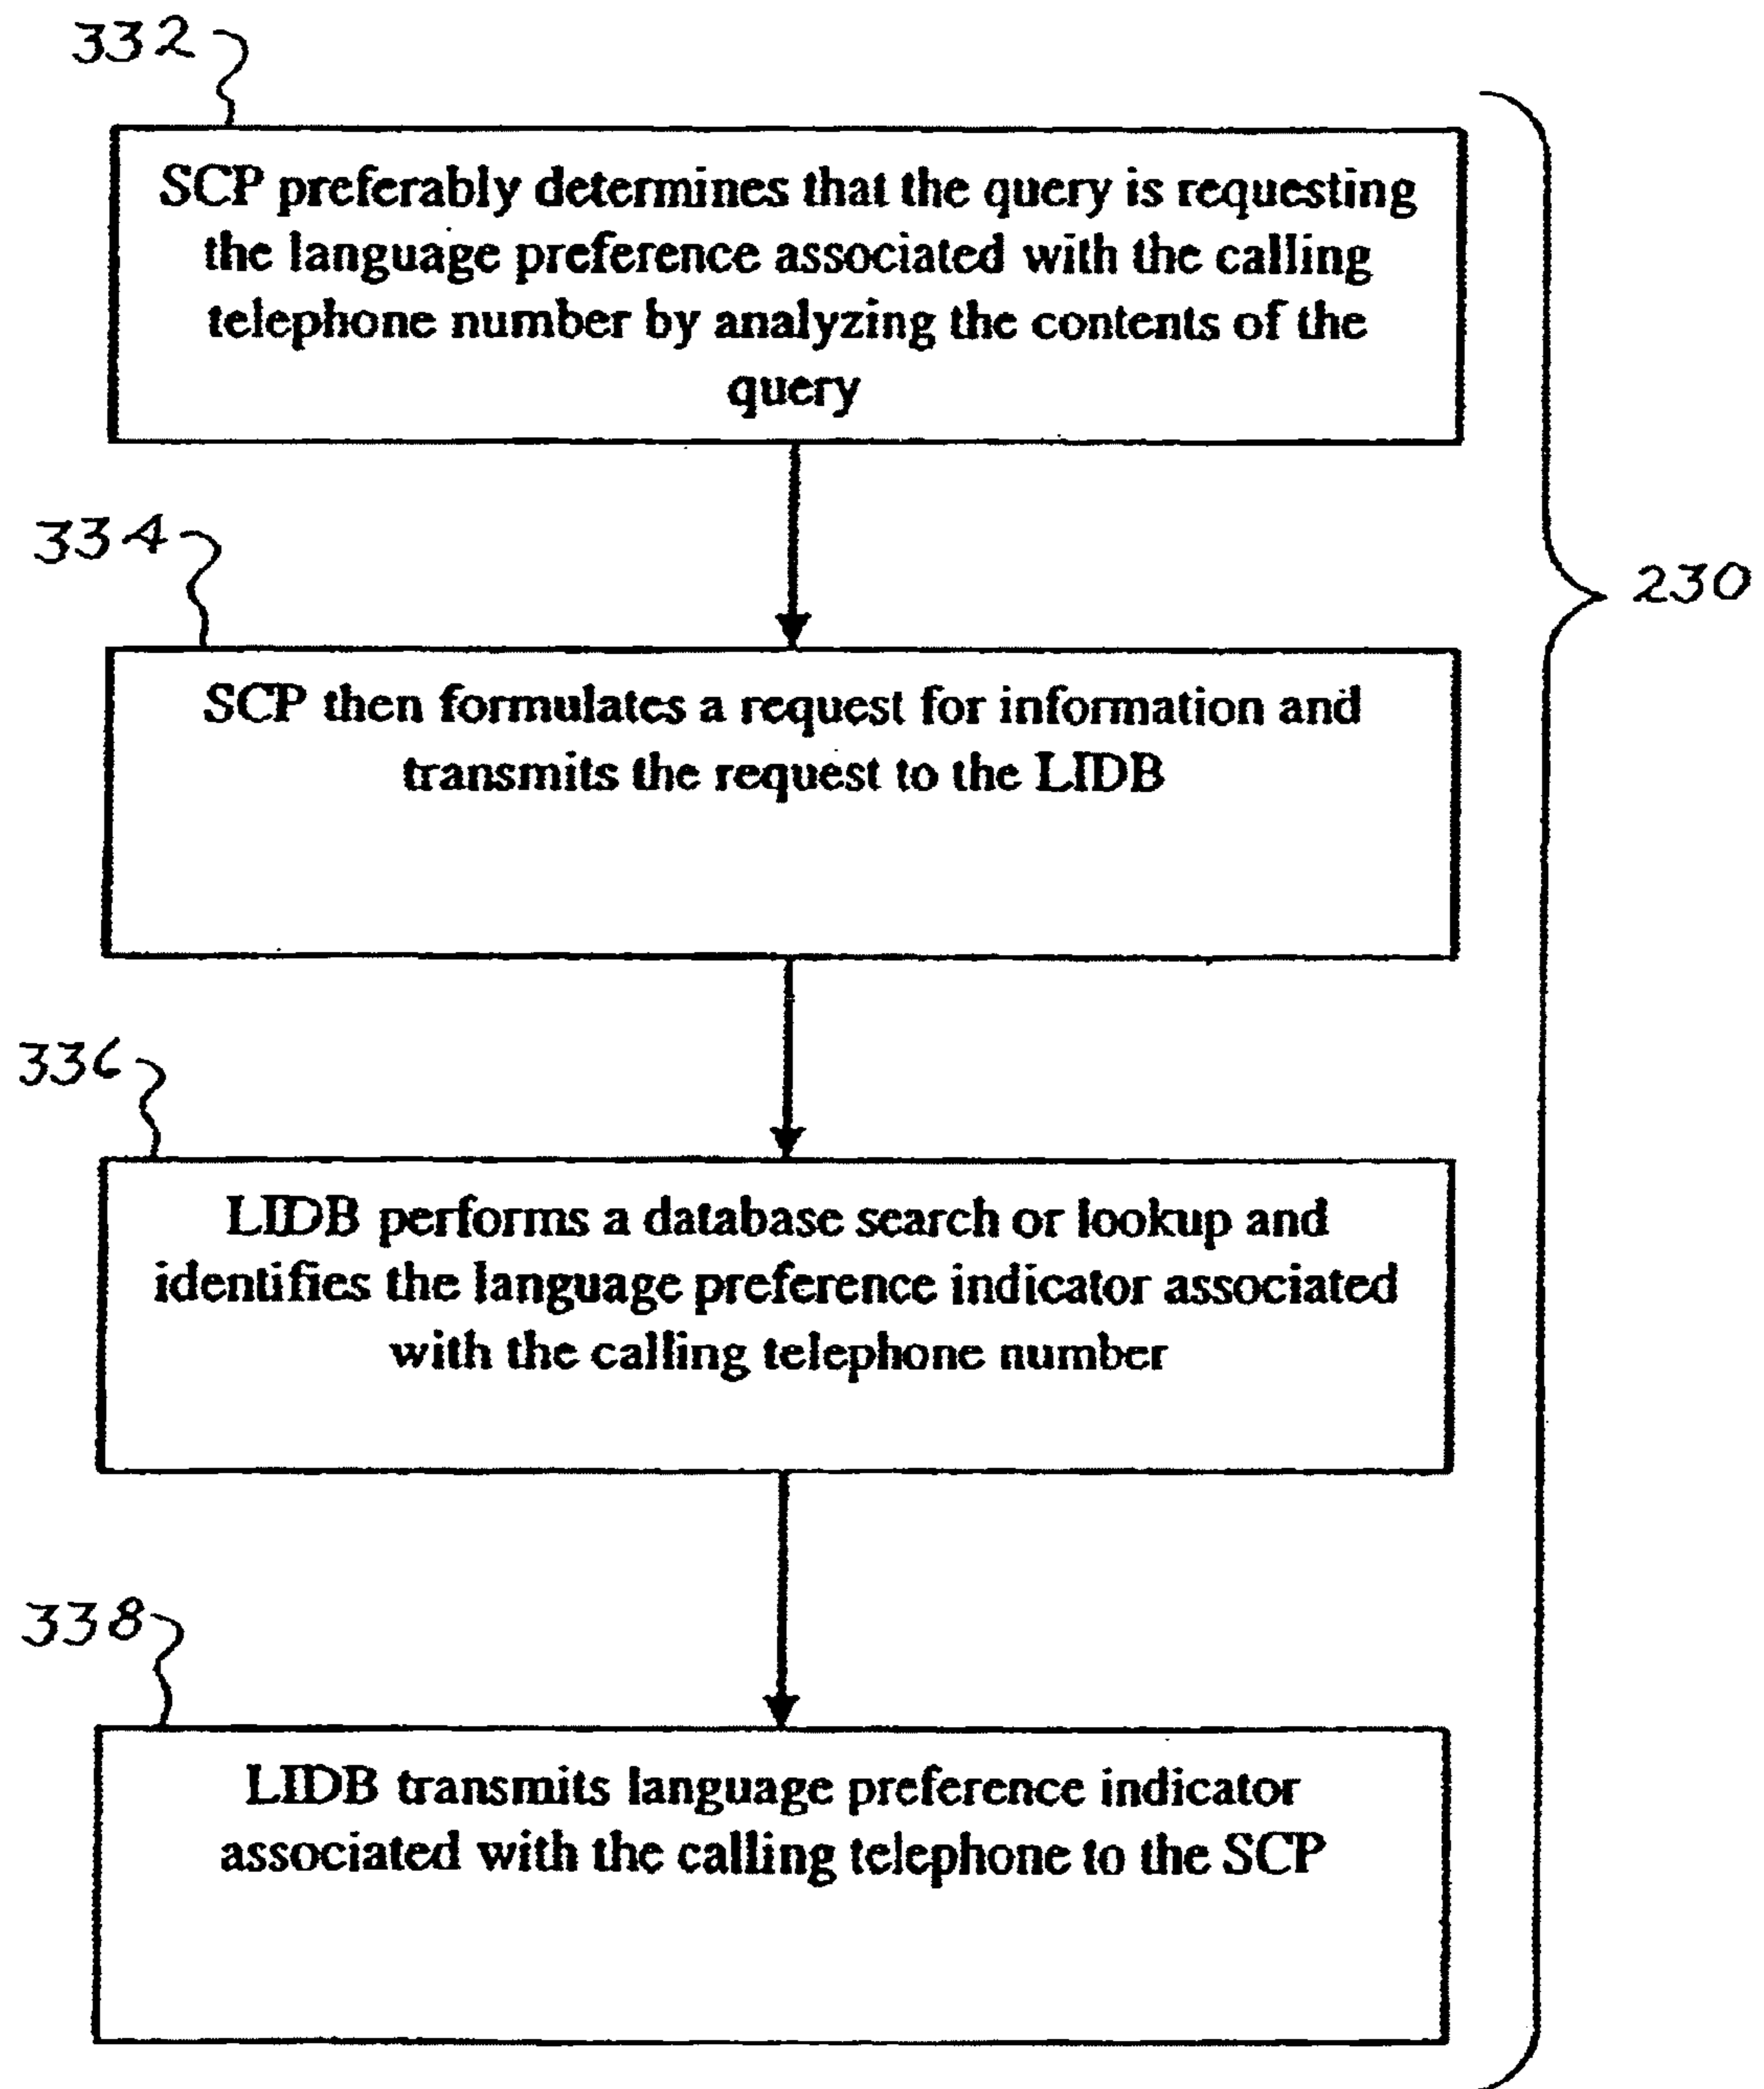 332
SCP preferably determines that the query is requesting
the language preference associated with the calling
telephone number by analyzing the contents of the
query
334
230
SCP then formulates a request for information and
transmits the request to the LIDB
336
LIDB performs a database search or lookup and
identifies the language preference indicator associated
with the calling telephone number
338
LIDB transmits language preference indicator
associated with the calling telephone to the SCP